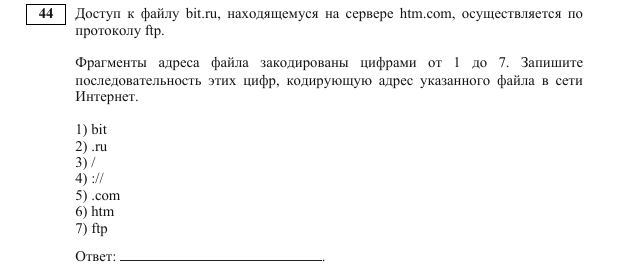 44 Доступ к файлу bit.ru, находящемуся на сервере htm.com, осуществляется по
протоколу ftp.
Фрагменты адреса файла закодированы цифрами от 1 до 7. Запишите
последовательность этих цифр, кодирующую адрес указанного файла в сети
Интернет.
1) bit
2) .ru
3) /
4) ://
5) .com
6) htm
7) ftp
Ответ: ________________________.